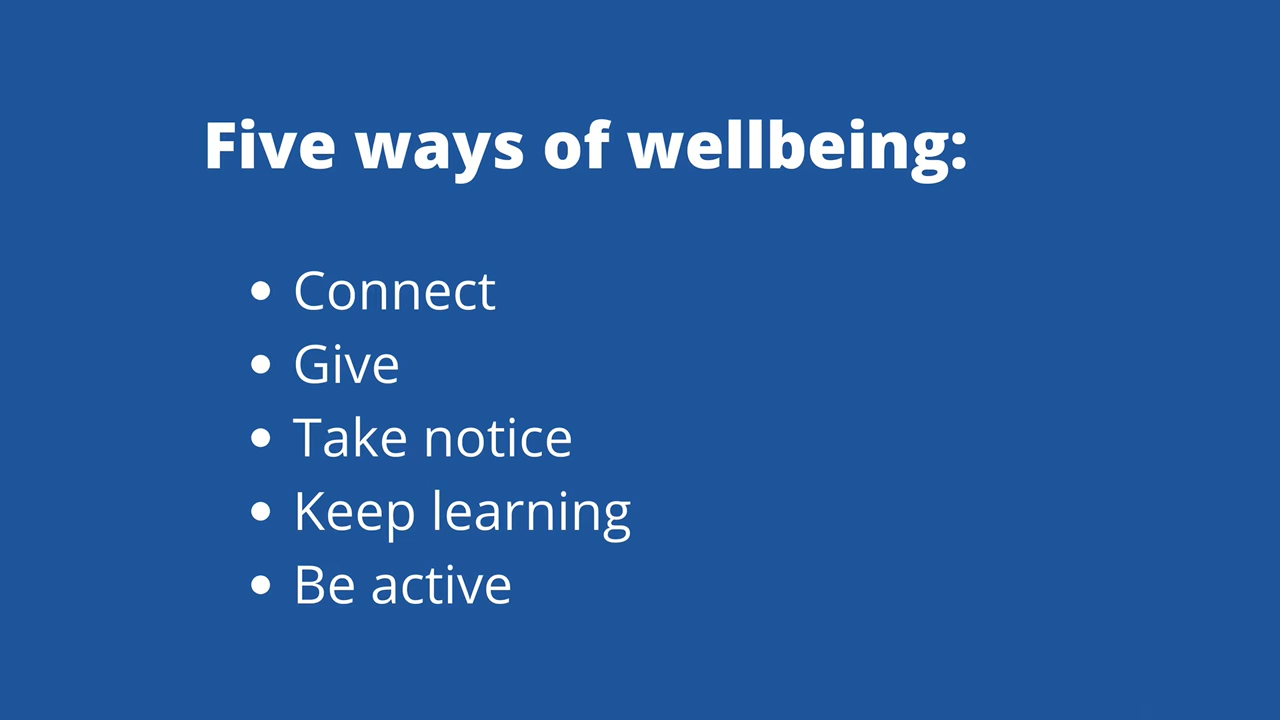 Five ways of wellbeing:
• Connect
• Give
• Take notice
• Keep learning
• Be active